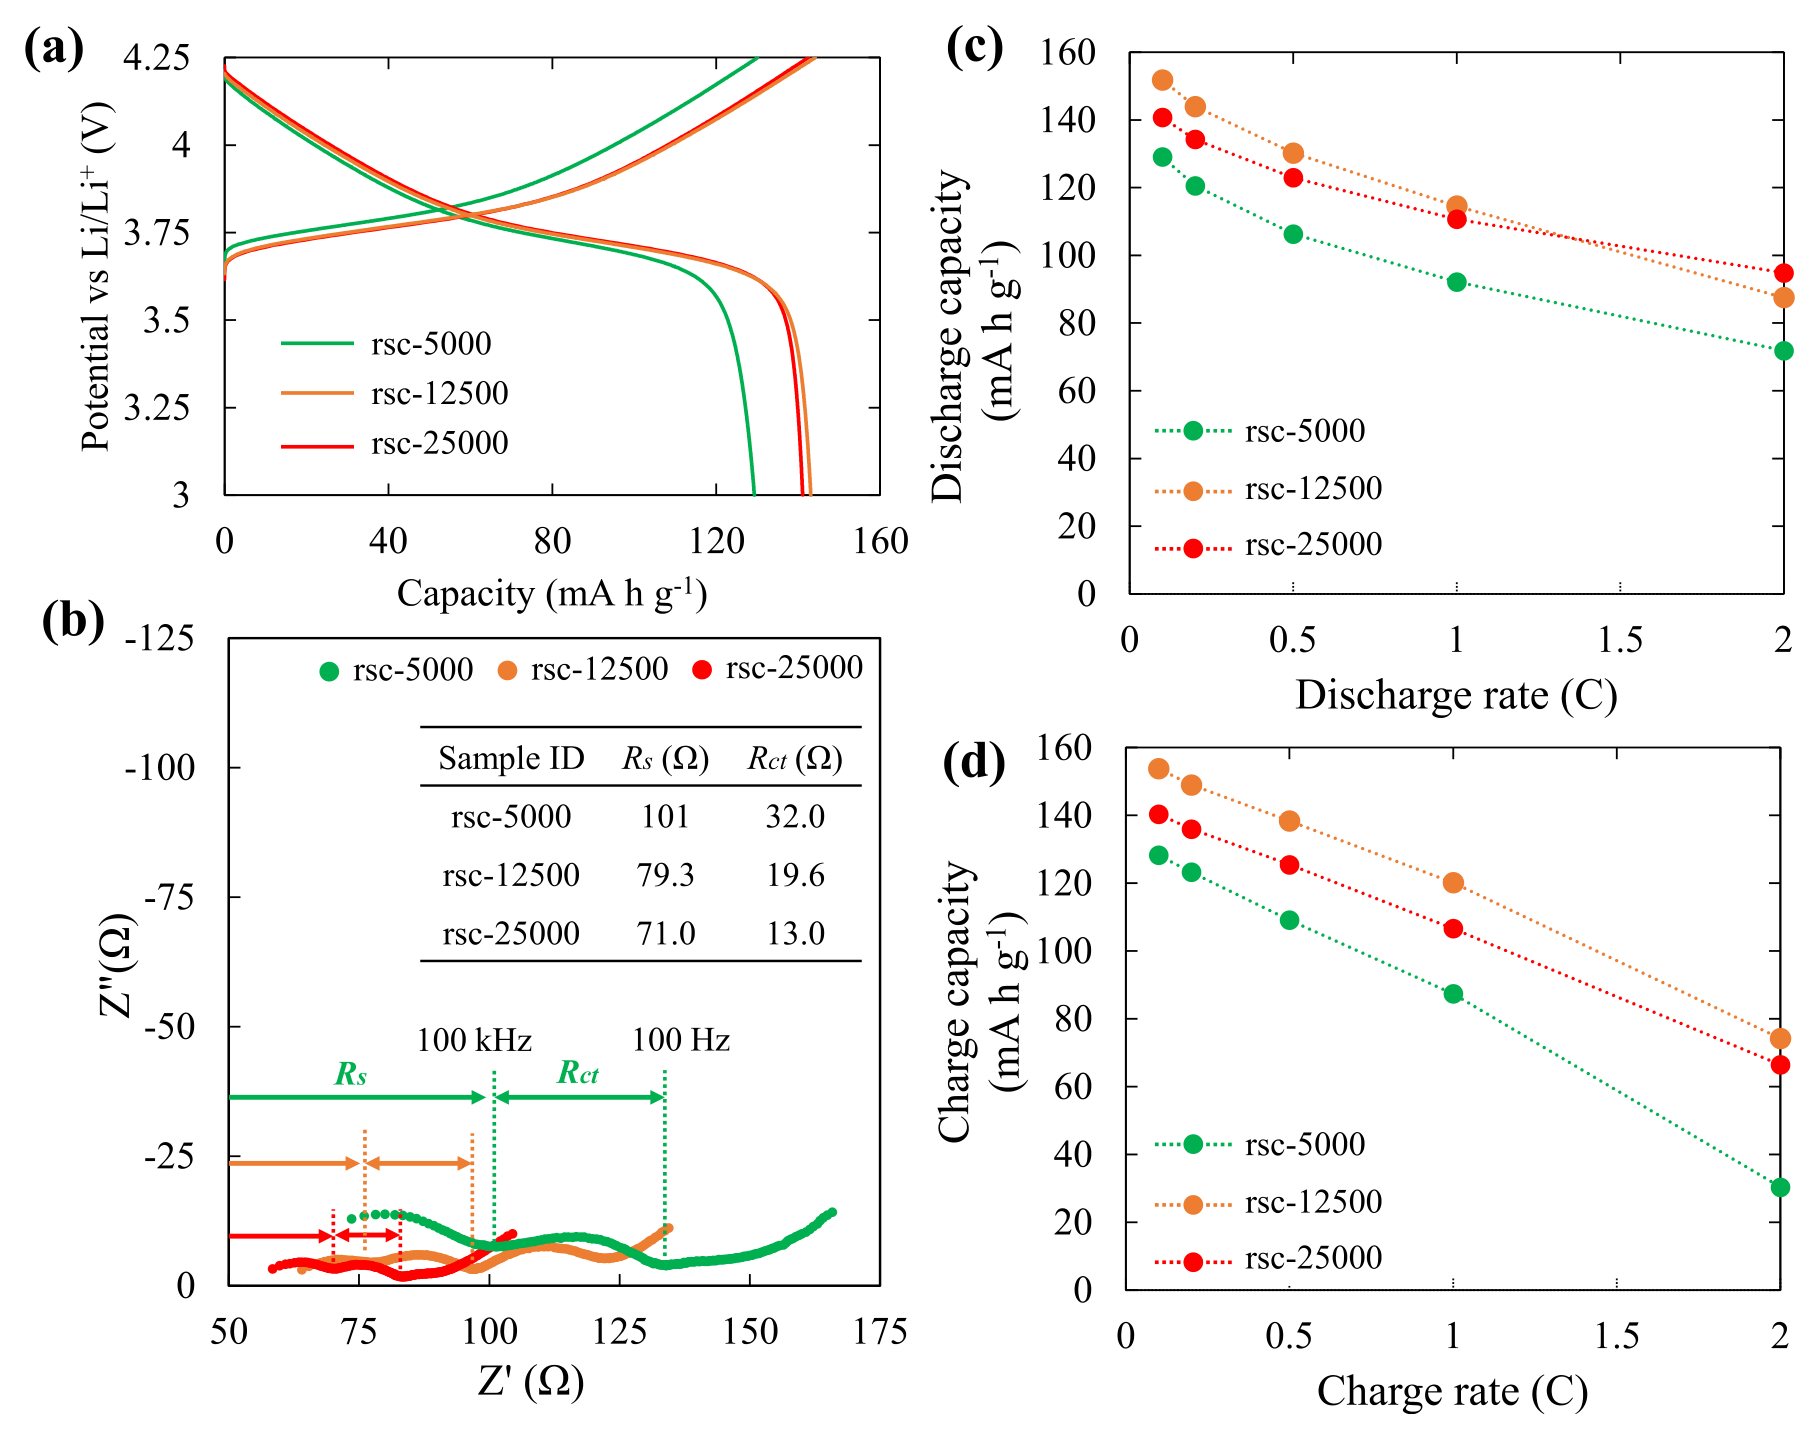 (a)
4.25
4
3.75
3.5
3.25
3
Potential vs Li/Li⁺ (V)
rsc-5000
rsc-12500
rsc-25000
0 40 80 120 160
Capacity (mA h g⁻¹)
(b)
-125
-100
-75
-50
-25
0
Z''(Ω)
rsc-5000 rsc-12500 rsc-25000
Sample ID Rs (Ω) Rct (Ω)
rsc-5000 101 32.0
rsc-12500 79.3 19.6
rsc-25000 71.0 13.0
100 kHz 100 Hz
Rs Rct
50 75 100 125 150 175
Z' (Ω)
(c)
160
140
120
100
80
60
40
20
0
Discharge capacity
(mA h g⁻¹)
rsc-5000
rsc-12500
rsc-25000
0 0.5 1 1.5 2
Discharge rate (C)
(d)
160
140
120
100
80
60
40
20
0
Charge capacity
(mA h g⁻¹)
rsc-5000
rsc-12500
rsc-25000
0 0.5 1 1.5 2
Charge rate (C)